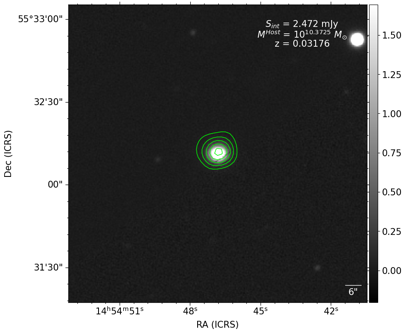 55°33'00"
32'30"
00"
31'30"
Dec (ICRS)
S_int = 2.472 mJy
M^Host = 10^10.3725 M_⊙
z = 0.03176
6"
14ʰ54ᵐ51ˢ
48ˢ
45ˢ
42ˢ
RA (ICRS)
1.50
1.25
1.00
0.75
0.50
0.25
0.00